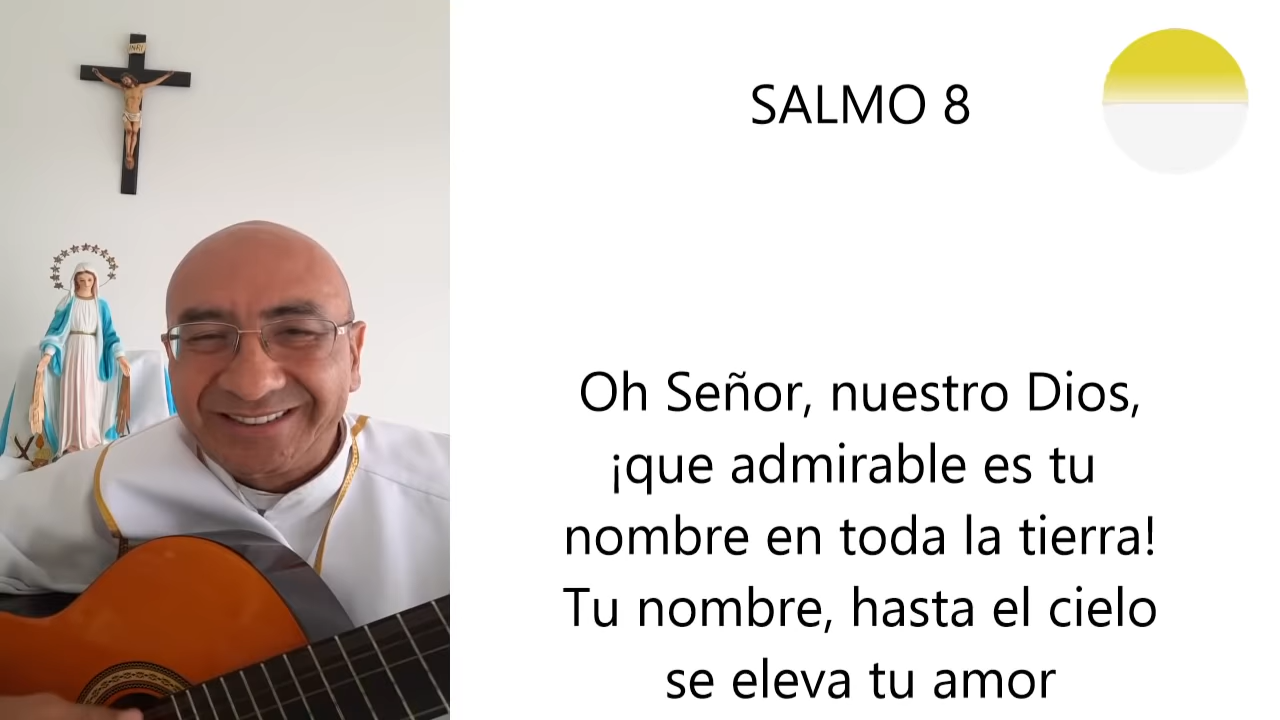 INRI
SALMO 8
Oh Señor, nuestro Dios,
¡que admirable es tu
nombre en toda la tierra!
Tu nombre, hasta el cielo
se eleva tu amor